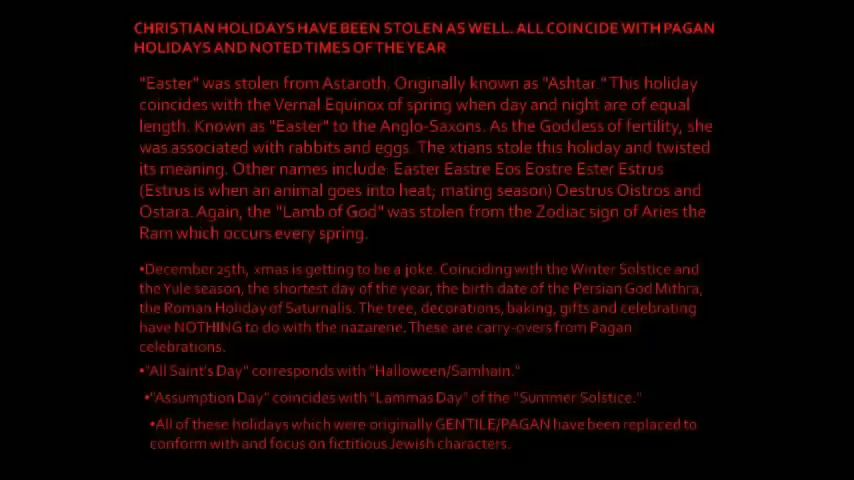 CHRISTIAN HOLIDAYS HAVE BEEN STOLEN AS WELL. ALL COINCIDE WITH PAGAN
HOLIDAYS AND NOTED TIMES OF THE YEAR
"Easter" was stolen from Astaroth. Originally known as "Ashtar." This holiday
coincides with the Vernal Equinox of spring when day and night are of equal
length. Known as "Easter" to the Anglo-Saxons. As the Goddess of fertility, she
was associated with rabbits and eggs. The xtians stole this holiday and twisted
its meaning. Other names include: Easter Eastre Eos Eostre Ester Estrus
(Estrus is when an animal goes into heat; mating season) Oestrus Oistros and
Ostara. Again, the "Lamb of God" was stolen from the Zodiac sign of Aries the
Ram which occurs every spring.
•December 25th, xmas is getting to be a joke. Coinciding with the Winter Solstice and
the Yule season, the shortest day of the year, the birth date of the Persian God Mithra,
the Roman Holiday of Saturnalis. The tree, decorations, baking, gifts and celebrating
have NOTHING to do with the nazarene. These are carry-overs from Pagan
celebrations.
•"All Saint's Day" corresponds with "Halloween/Samhain."
•"Assumption Day" coincides with "Lammas Day" of the "Summer Solstice."
•All of these holidays which were originally GENTILE/PAGAN have been replaced to
conform with and focus on fictitious Jewish characters.